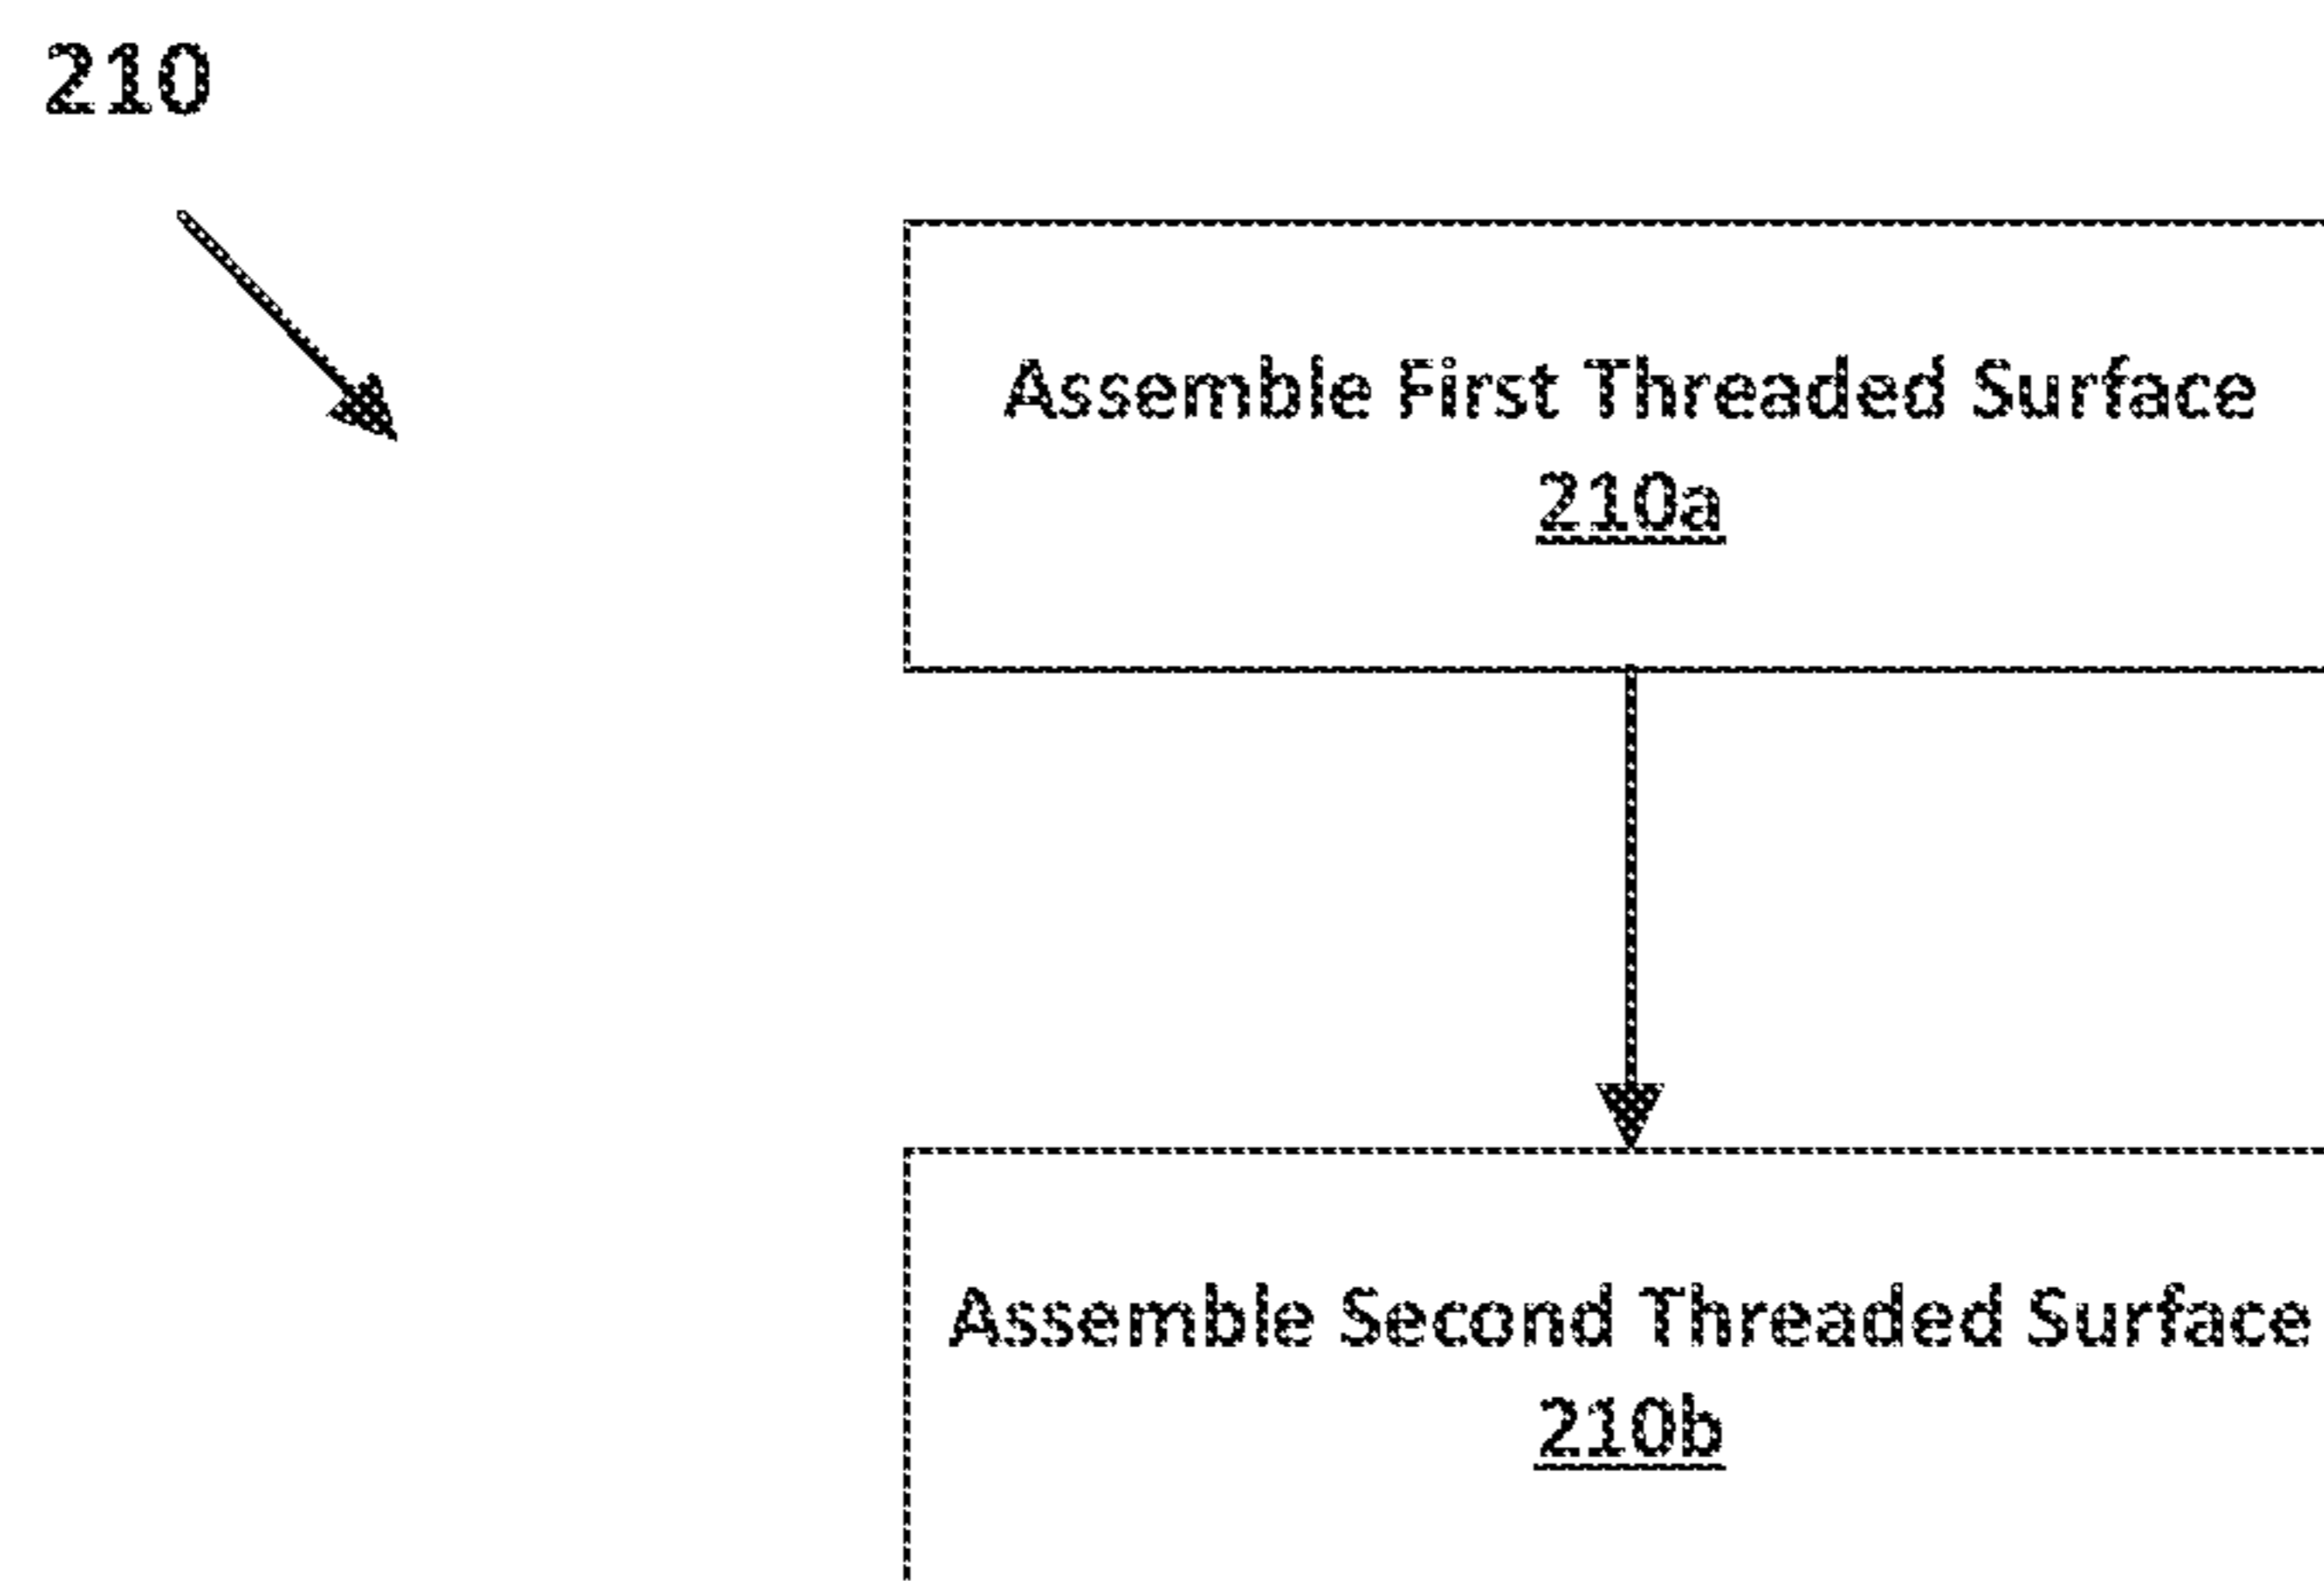 210
Assemble First Threaded Surface
210a
Assemble Second Threaded Surface
210b